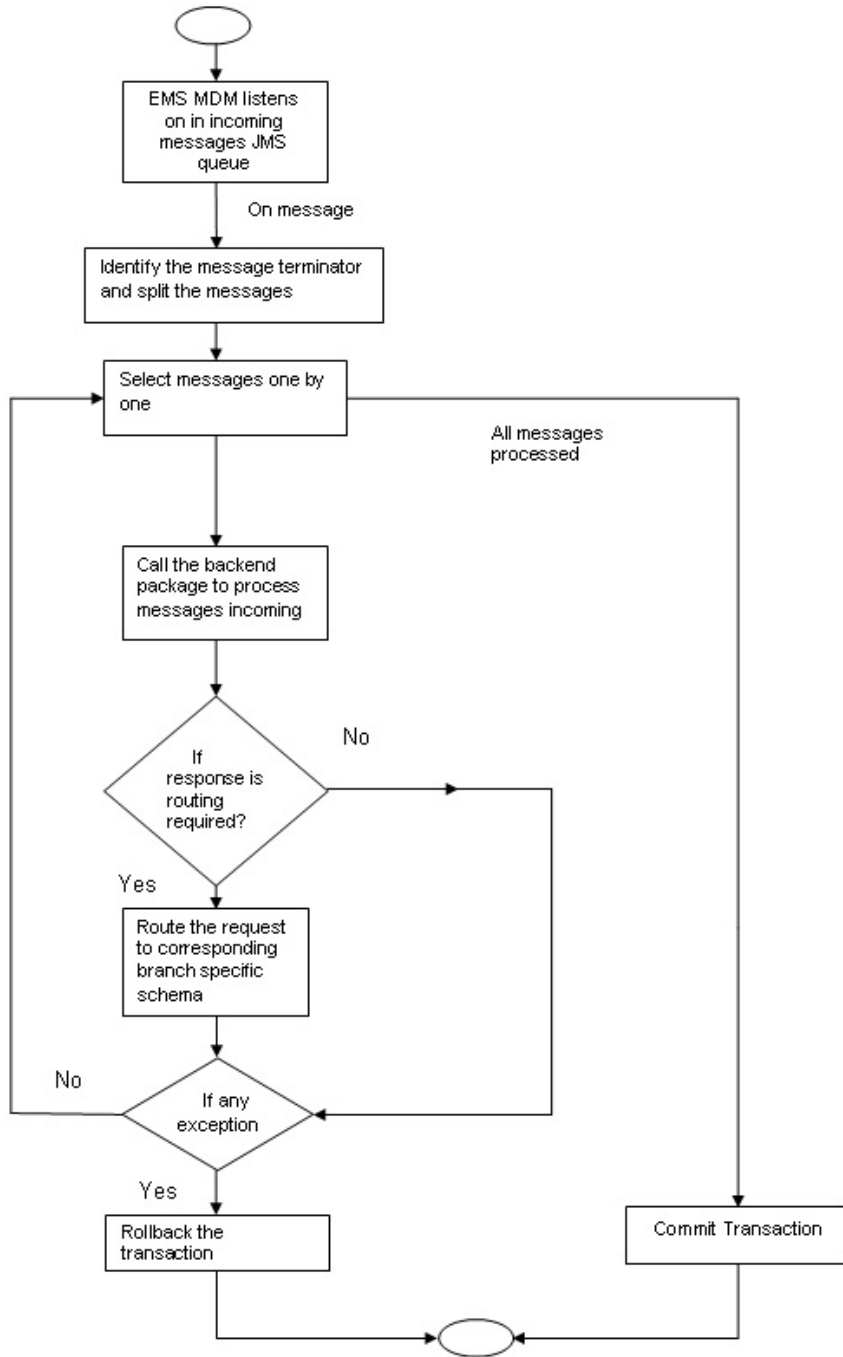 EMS MDM listens
on in incoming
messages JMS
queue
On message
Identify the message terminator
and split the messages
Select messages one by
one
All messages
processed
Call the backend
package to process
messages incoming
If
response is
routing
required?
No
Yes
Route the request
to corresponding
branch specific
schema
No
If any
exception
Yes
Rollback the
transaction
Commit Transaction